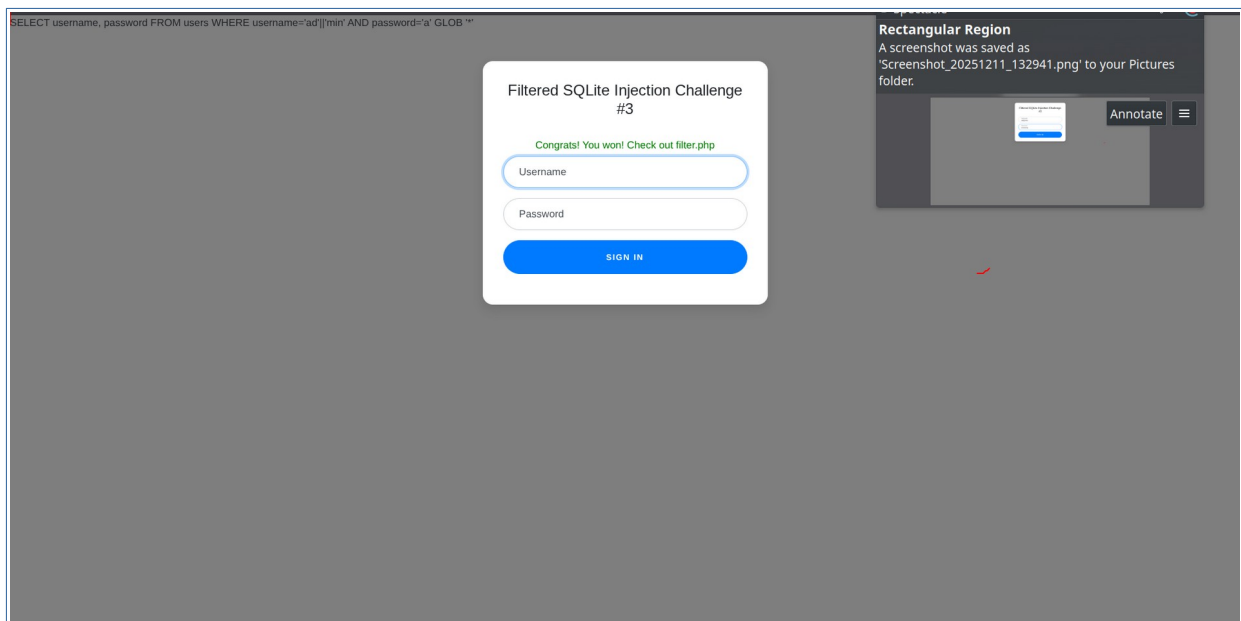 SELECT username, password FROM users WHERE username='ad'||'min' AND password='a' GLOB '*'
Rectangular Region
A screenshot was saved as
'Screenshot_20251211_132941.png' to your Pictures
folder.
Annotate
Filtered SQLite Injection Challenge
#3
Congrats! You won! Check out filter.php
Username
Password
SIGN IN